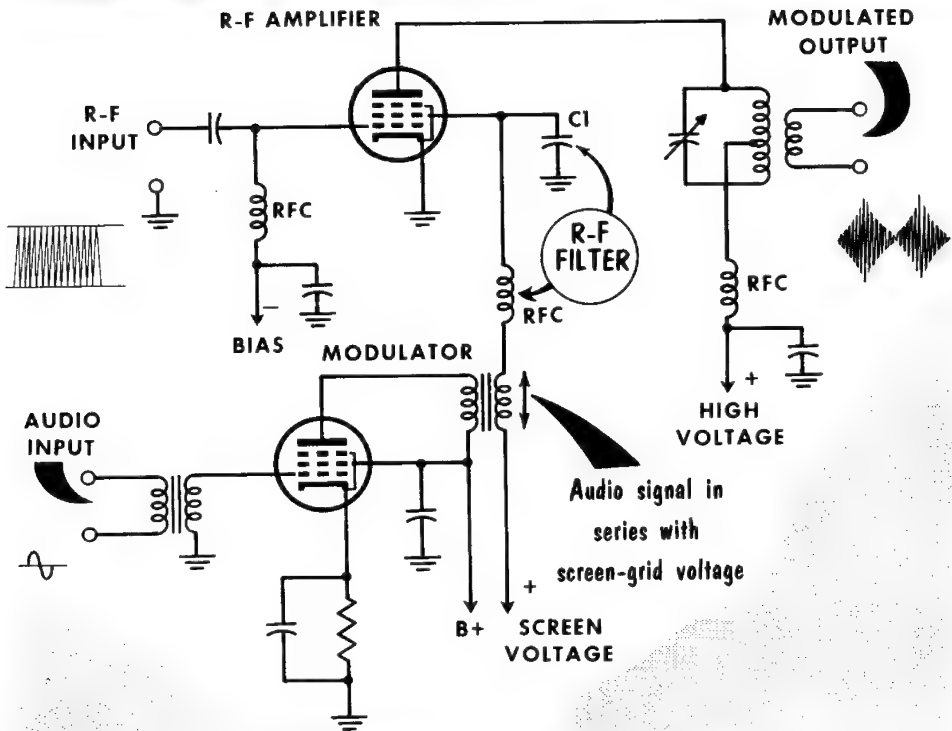 R-F AMPLIFIER
MODULATED
OUTPUT
R-F
INPUT
C1
RFC
R-F
FILTER
RFC
RFC
BIAS
–
MODULATOR
+
HIGH
VOLTAGE
AUDIO
INPUT
Audio signal in
series with
screen-grid voltage
+
B+
SCREEN
VOLTAGE